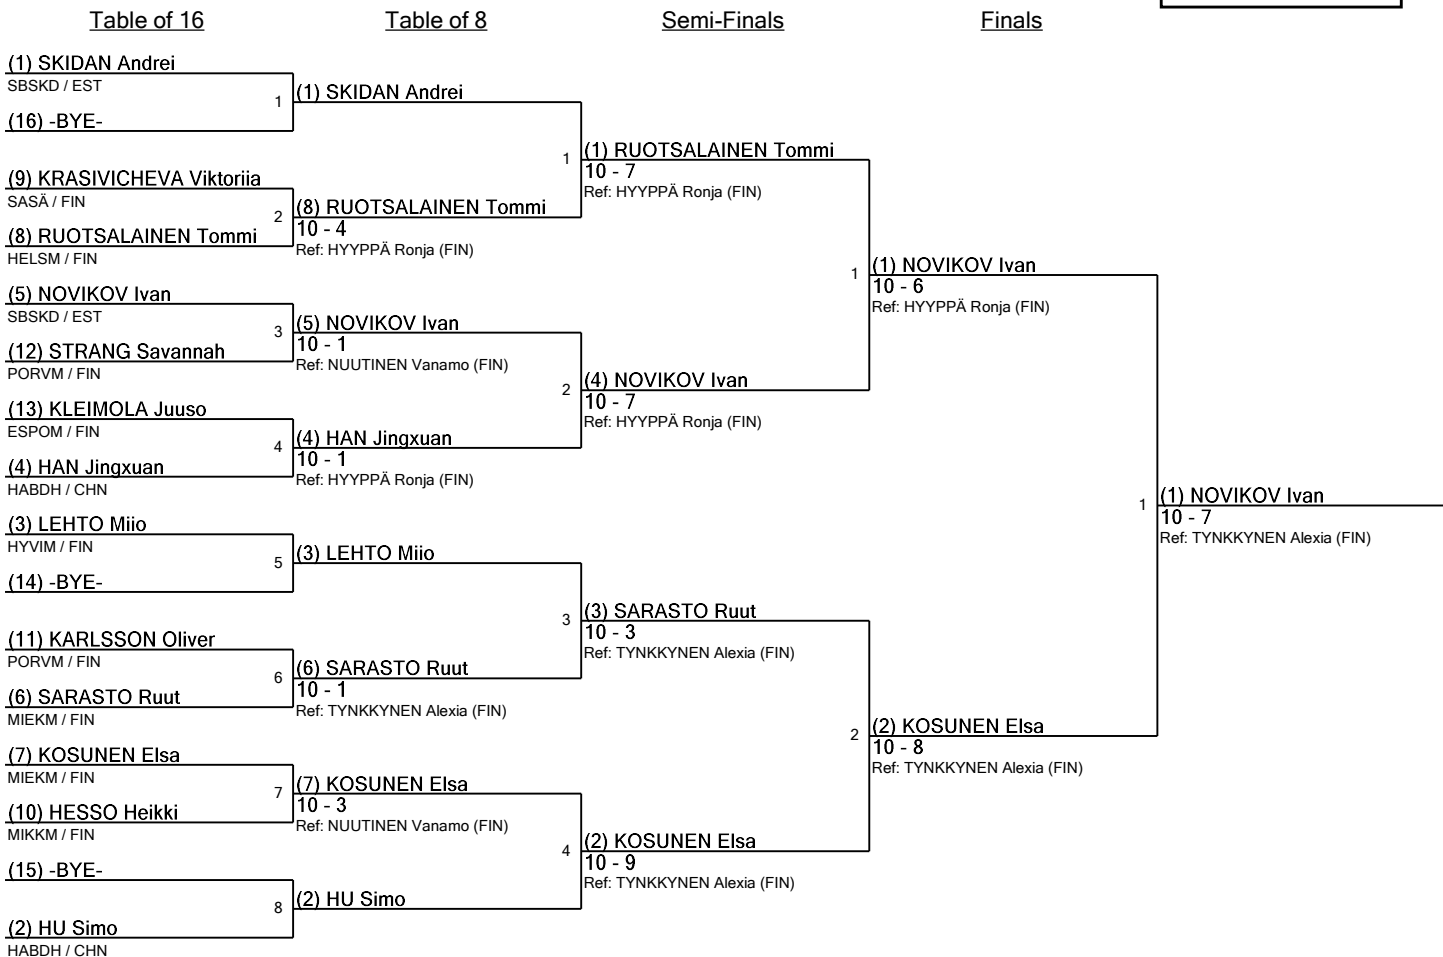 Table of 16
Table of 8
Semi-Finals
Finals
(1) SKIDAN Andrei
SBSKD / EST
(16) -BYE-
(9) KRASIVICHEVA Viktoriia
SASÄ / FIN
(8) RUOTSALAINEN Tommi
HELSM / FIN
(5) NOVIKOV Ivan
SBSKD / EST
(12) STRANG Savannah
PORVM / FIN
(13) KLEIMOLA Juuso
ESPOM / FIN
(4) HAN Jingxuan
HABDH / CHN
(3) LEHTO Miio
HYVIM / FIN
(14) -BYE-
(11) KARLSSON Oliver
PORVM / FIN
(6) SARASTO Ruut
MIEKM / FIN
(7) KOSUNEN Elsa
MIEKM / FIN
(10) HESSO Heikki
MIKKM / FIN
(15) -BYE-
(2) HU Simo
HABDH / CHN
1
(1) SKIDAN Andrei
2
(8) RUOTSALAINEN Tommi
10 - 4
Ref: HYYPPÄ Ronja (FIN)
3
(5) NOVIKOV Ivan
10 - 1
Ref: NUUTINEN Vanamo (FIN)
4
(4) HAN Jingxuan
10 - 1
Ref: HYYPPÄ Ronja (FIN)
5
(3) LEHTO Miio
6
(6) SARASTO Ruut
10 - 1
Ref: TYNKKYNEN Alexia (FIN)
7
(7) KOSUNEN Elsa
10 - 3
Ref: NUUTINEN Vanamo (FIN)
8
(2) HU Simo
1
(1) RUOTSALAINEN Tommi
10 - 7
Ref: HYYPPÄ Ronja (FIN)
2
(4) NOVIKOV Ivan
10 - 7
Ref: HYYPPÄ Ronja (FIN)
3
(3) SARASTO Ruut
10 - 3
Ref: TYNKKYNEN Alexia (FIN)
4
(2) KOSUNEN Elsa
10 - 9
Ref: TYNKKYNEN Alexia (FIN)
1
(1) NOVIKOV Ivan
10 - 6
Ref: HYYPPÄ Ronja (FIN)
2
(2) KOSUNEN Elsa
10 - 8
Ref: TYNKKYNEN Alexia (FIN)
1
(1) NOVIKOV Ivan
10 - 7
Ref: TYNKKYNEN Alexia (FIN)